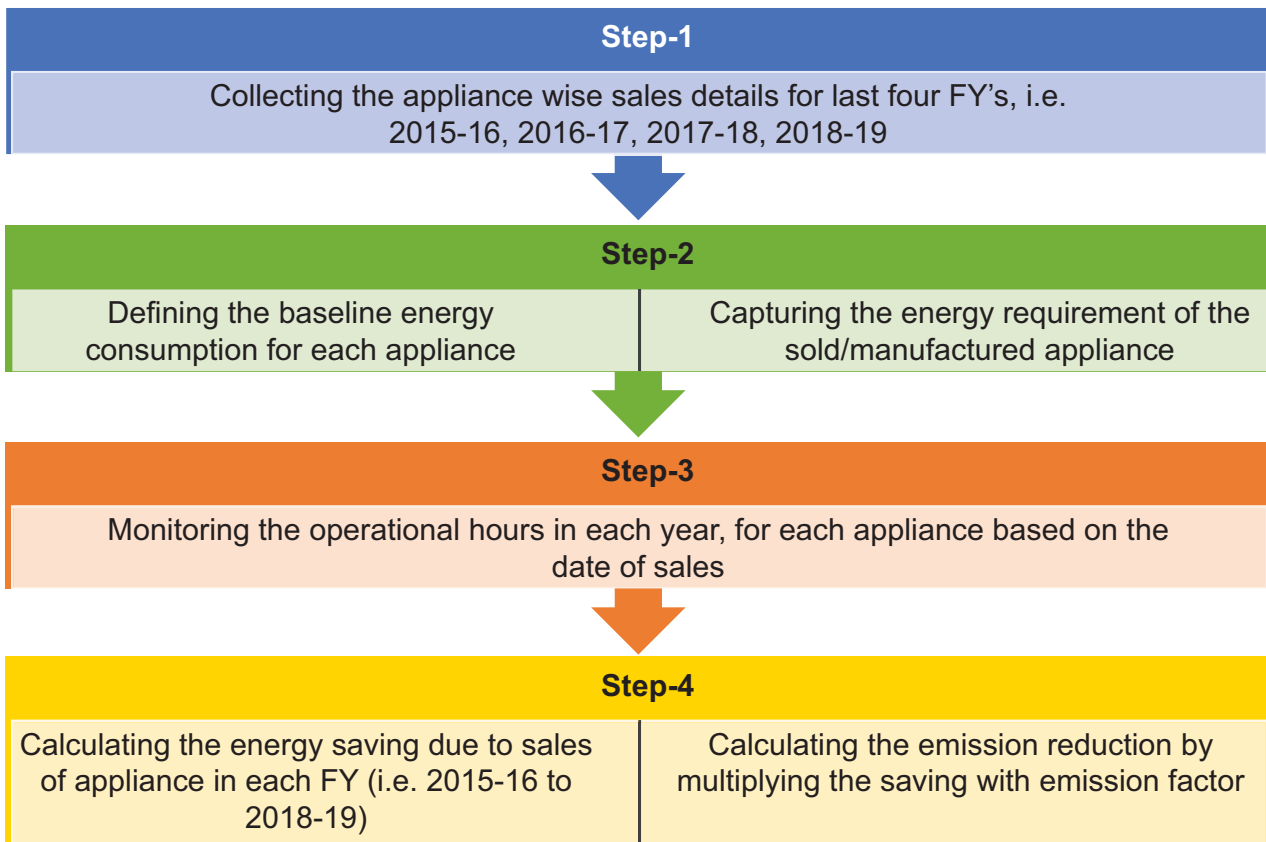 Step-1
Collecting the appliance wise sales details for last four FY's, i.e.
2015-16, 2016-17, 2017-18, 2018-19
Step-2
Defining the baseline energy
consumption for each appliance
Capturing the energy requirement of the
sold/manufactured appliance
Step-3
Monitoring the operational hours in each year, for each appliance based on the
date of sales
Step-4
Calculating the energy saving due to sales
of appliance in each FY (i.e. 2015-16 to
2018-19)
Calculating the emission reduction by
multiplying the saving with emission factor